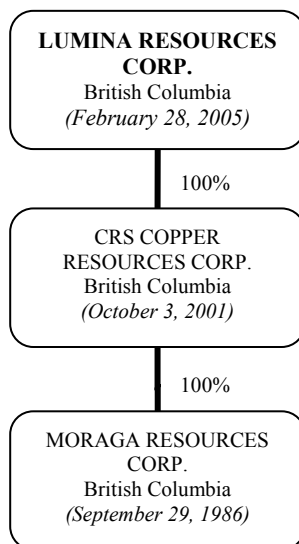 LUMINA RESOURCES
CORP.
British Columbia
(February 28, 2005)
100%
CRS COPPER
RESOURCES CORP.
British Columbia
(October 3, 2001)
100%
MORAGA RESOURCES
CORP.
British Columbia
(September 29, 1986)